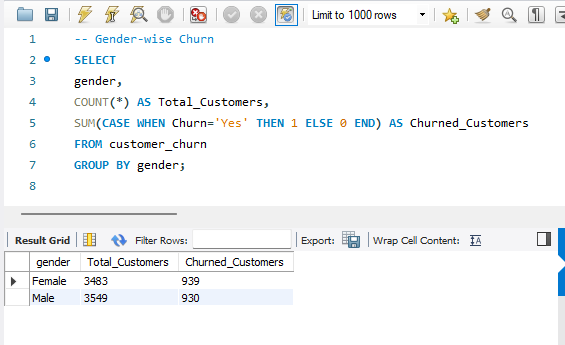 Limit to 1000 rows
1 -- Gender-wise Churn
2 SELECT
3 gender,
4 COUNT(*) AS Total_Customers,
5 SUM(CASE WHEN Churn='Yes' THEN 1 ELSE 0 END) AS Churned_Customers
6 FROM customer_churn
7 GROUP BY gender;
8
Result Grid Filter Rows: Export: Wrap Cell Content:
gender Total_Customers Churned_Customers
Female 3483 939
Male 3549 930